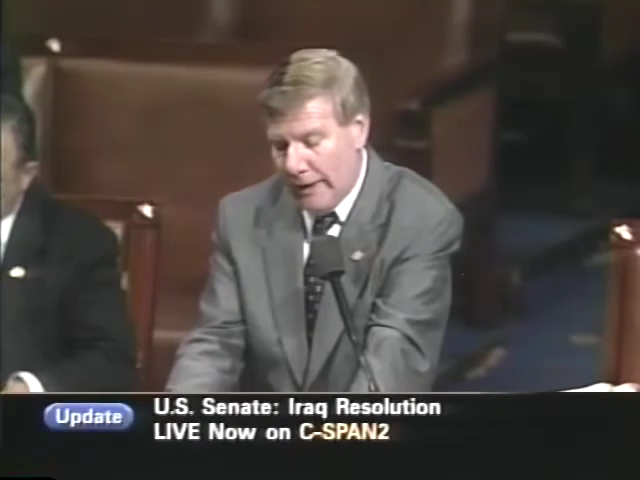 Update
U.S. Senate: Iraq Resolution
LIVE Now on C-SPAN2